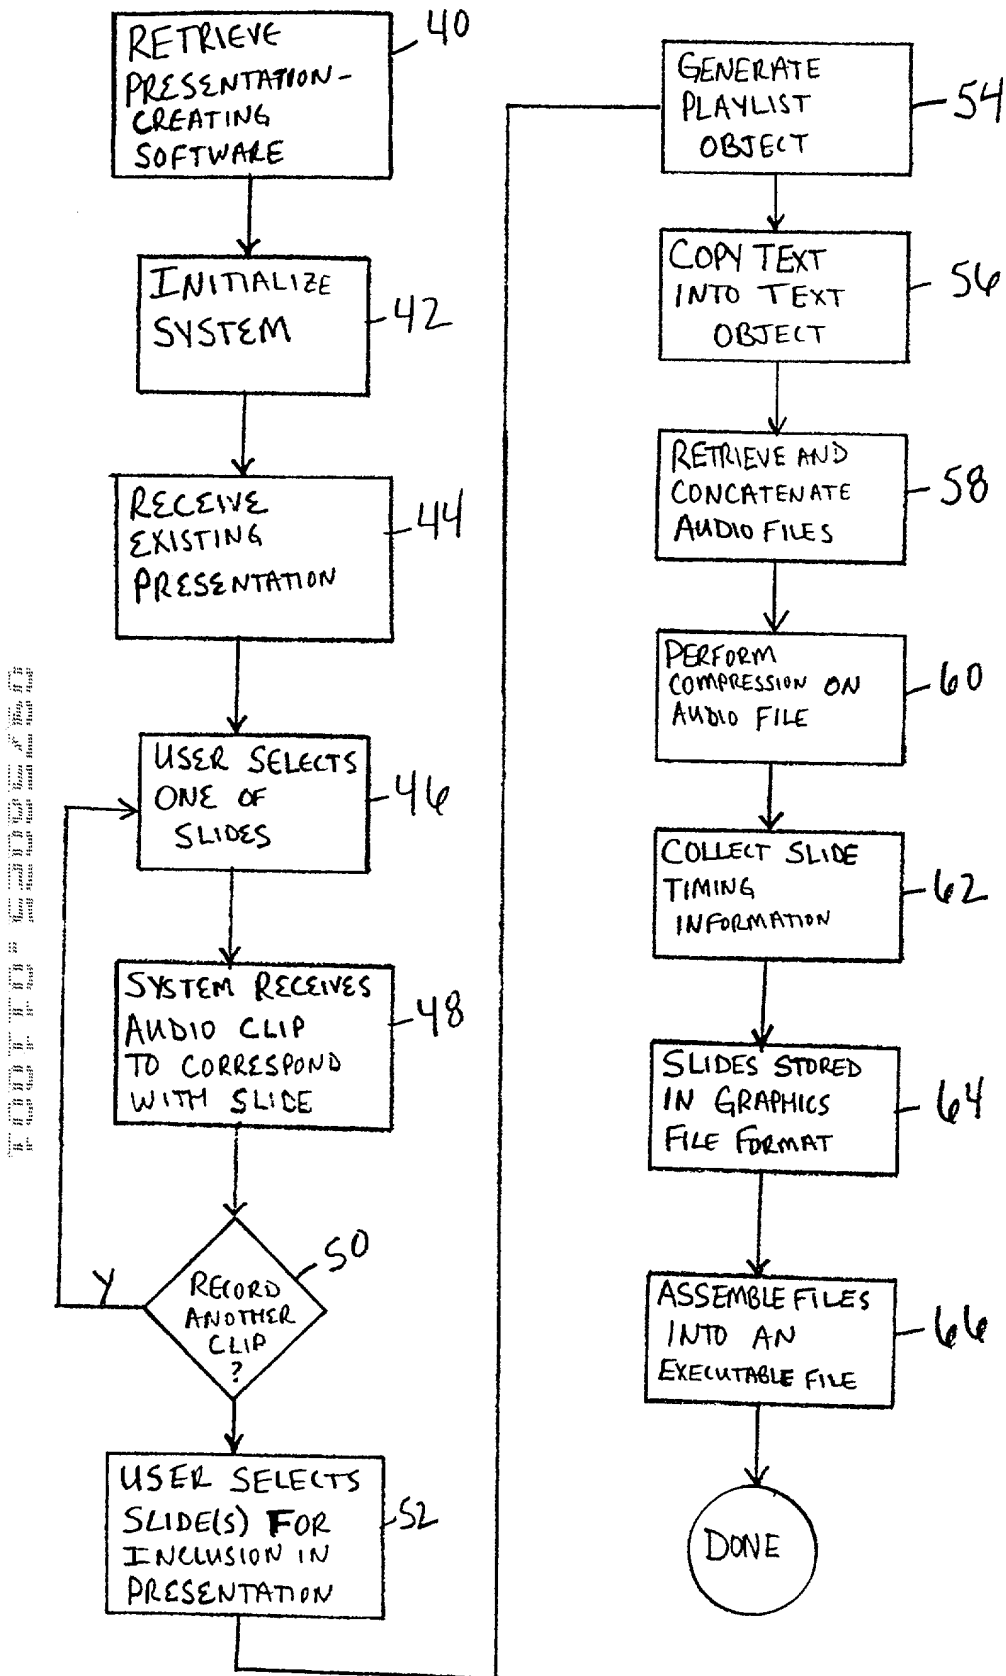 RETRIEVE
PRESENTATION-
CREATING
SOFTWARE
40
INITIALIZE
SYSTEM
42
RECEIVE
EXISTING
PRESENTATION
44
USER SELECTS
ONE OF
SLIDES
46
SYSTEM RECEIVES
AUDIO CLIP
TO CORRESPOND
WITH SLIDE
48
RECORD
ANOTHER
CLIP
?
50
Y
USER SELECTS
SLIDE(S) FOR
INCLUSION IN
PRESENTATION
52
GENERATE
PLAYLIST
OBJECT
54
COPY TEXT
INTO TEXT
OBJECT
56
RETRIEVE AND
CONCATENATE
AUDIO FILES
58
PERFORM
COMPRESSION ON
AUDIO FILE
60
COLLECT SLIDE
TIMING
INFORMATION
62
SLIDES STORED
IN GRAPHICS
FILE FORMAT
64
ASSEMBLE FILES
INTO AN
EXECUTABLE FILE
66
DONE